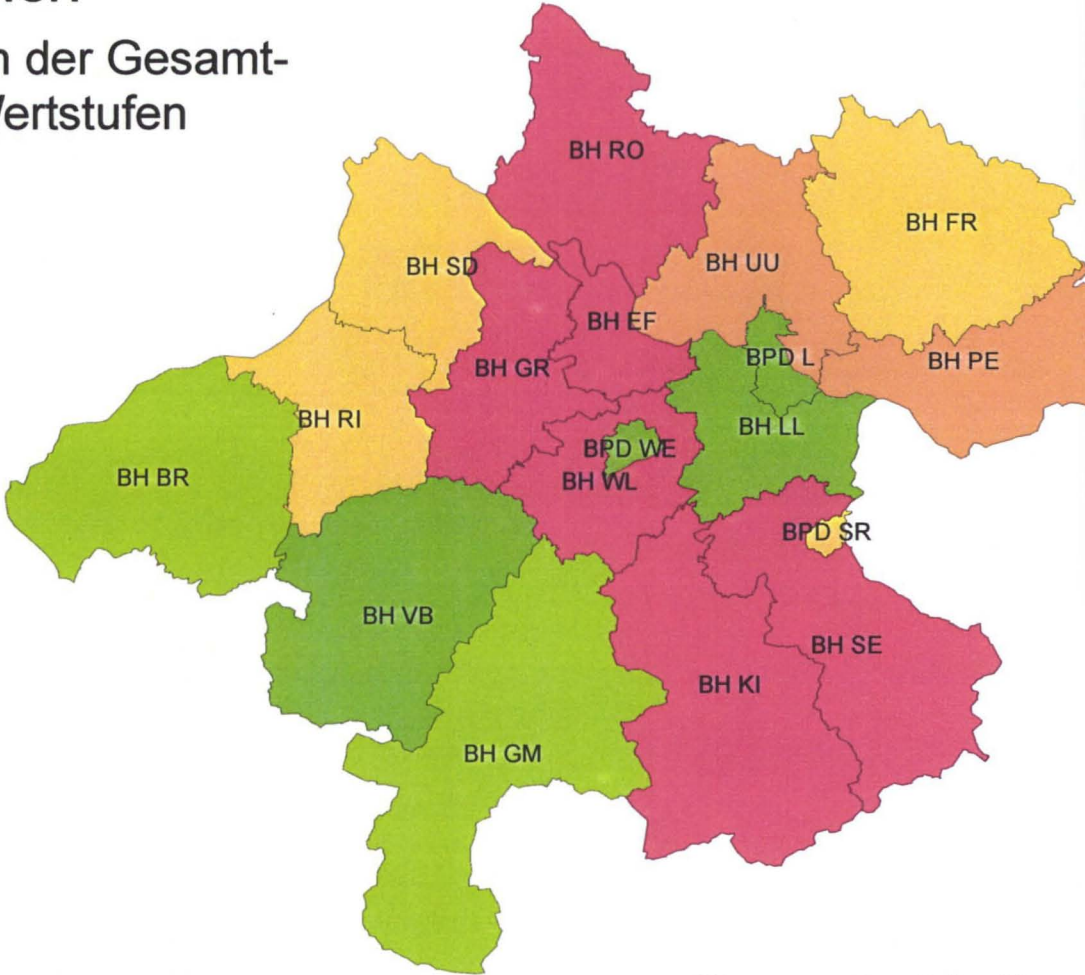 n der Gesamt-
Wertstufen
BH RO
BH FR
BH SD
BH UU
BH EF
BPD L
BH PE
BH GR
BH RI
BH LL
BPD WE
BH BR
BH WL
BPD SR
BH VB
BH SE
BH KI
BH GM